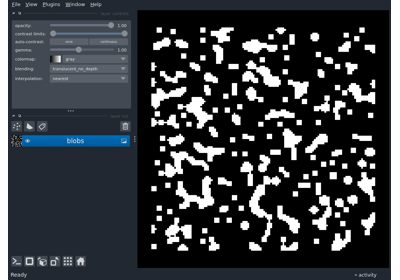 File View Plugins Window Help
opacity: 1.00
contrast limits:
auto-contrast: once continuous
gamma: 1.00
colormap: gray
blending: translucent_no_depth
interpolation: nearest
blobs
Ready
activity